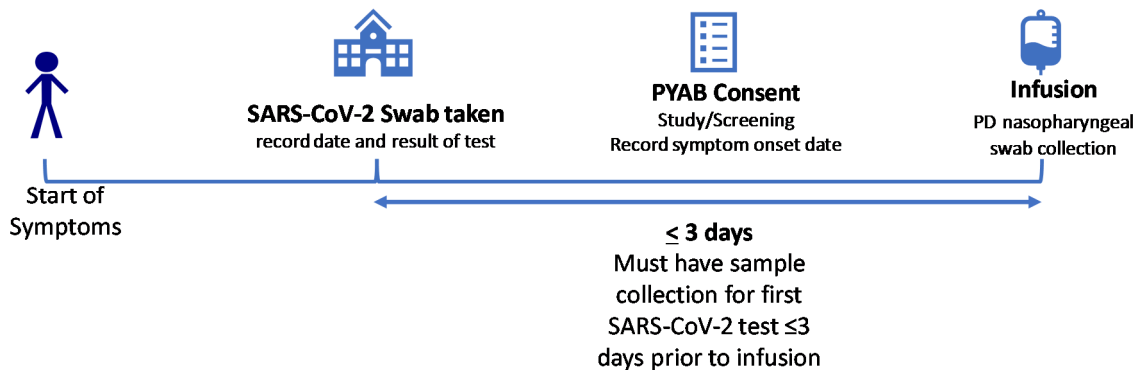 SARS-CoV-2 Swab taken
record date and result of test
PYAB Consent
Study/Screening
Record symptom onset date
Infusion
PD nasopharyngeal
swab collection
Start of
Symptoms
≤ 3 days
Must have sample
collection for first
SARS-CoV-2 test ≤3
days prior to infusion